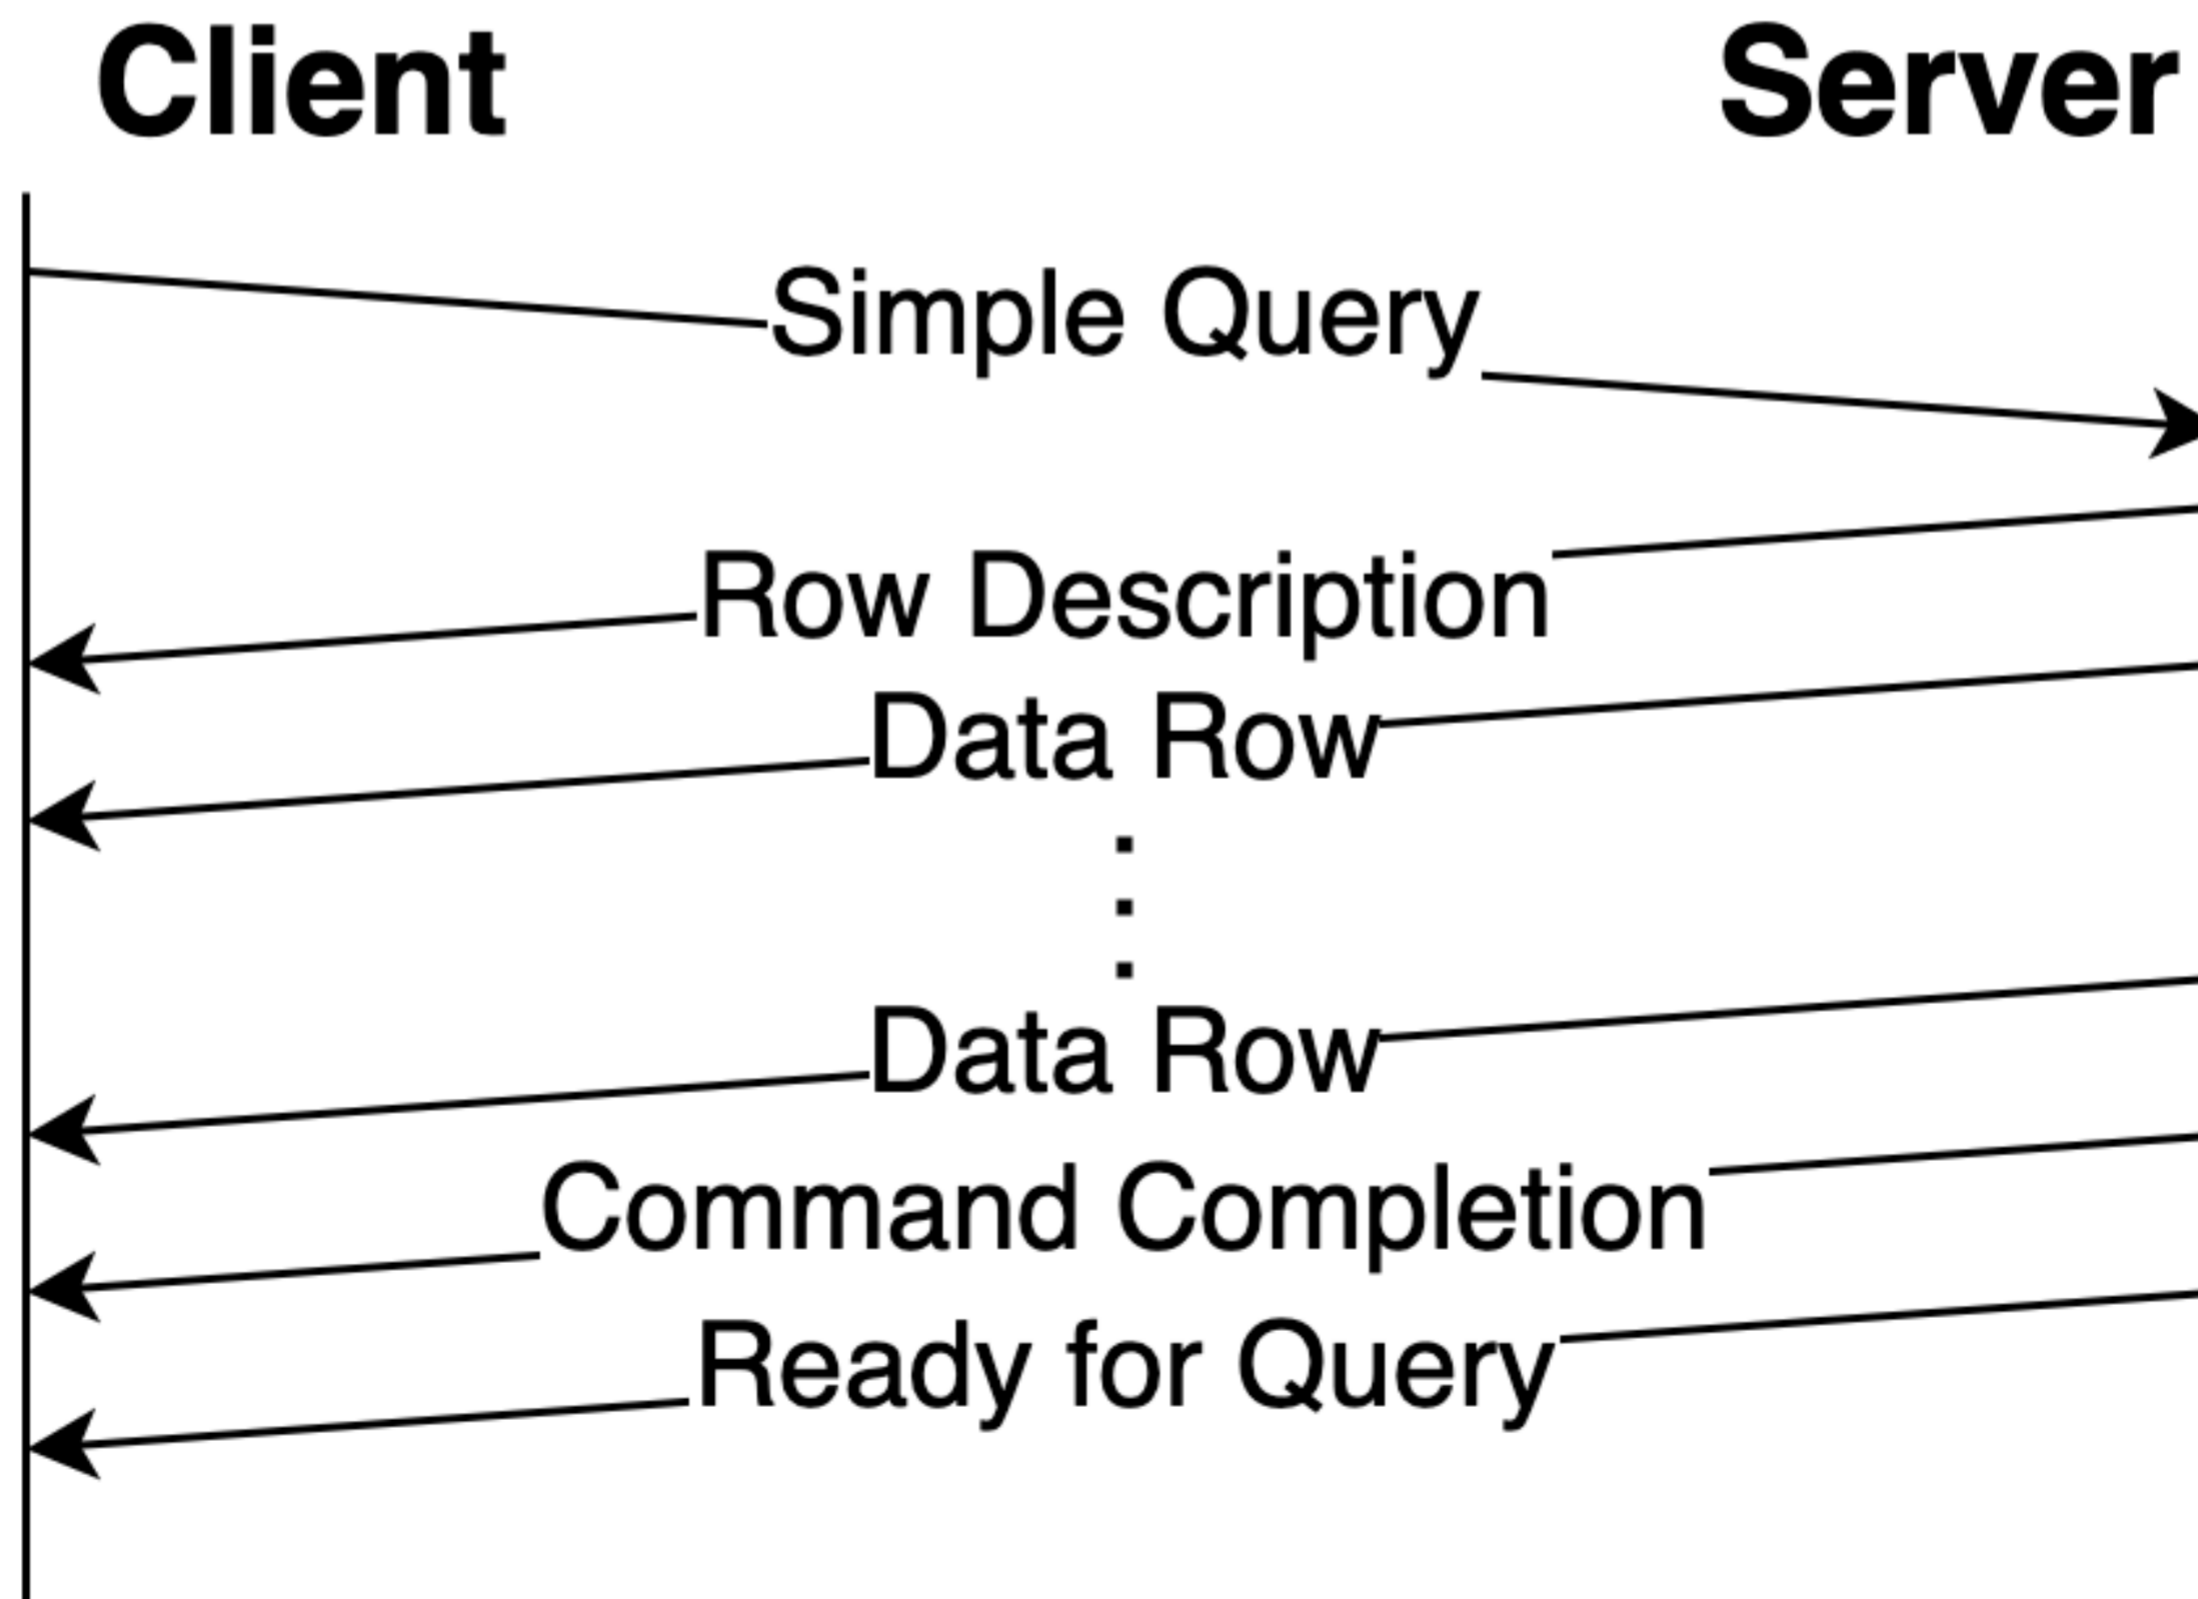 Client Server
Simple Query
Row Description
Data Row
.
.
.
Data Row
Command Completion
Ready for Query